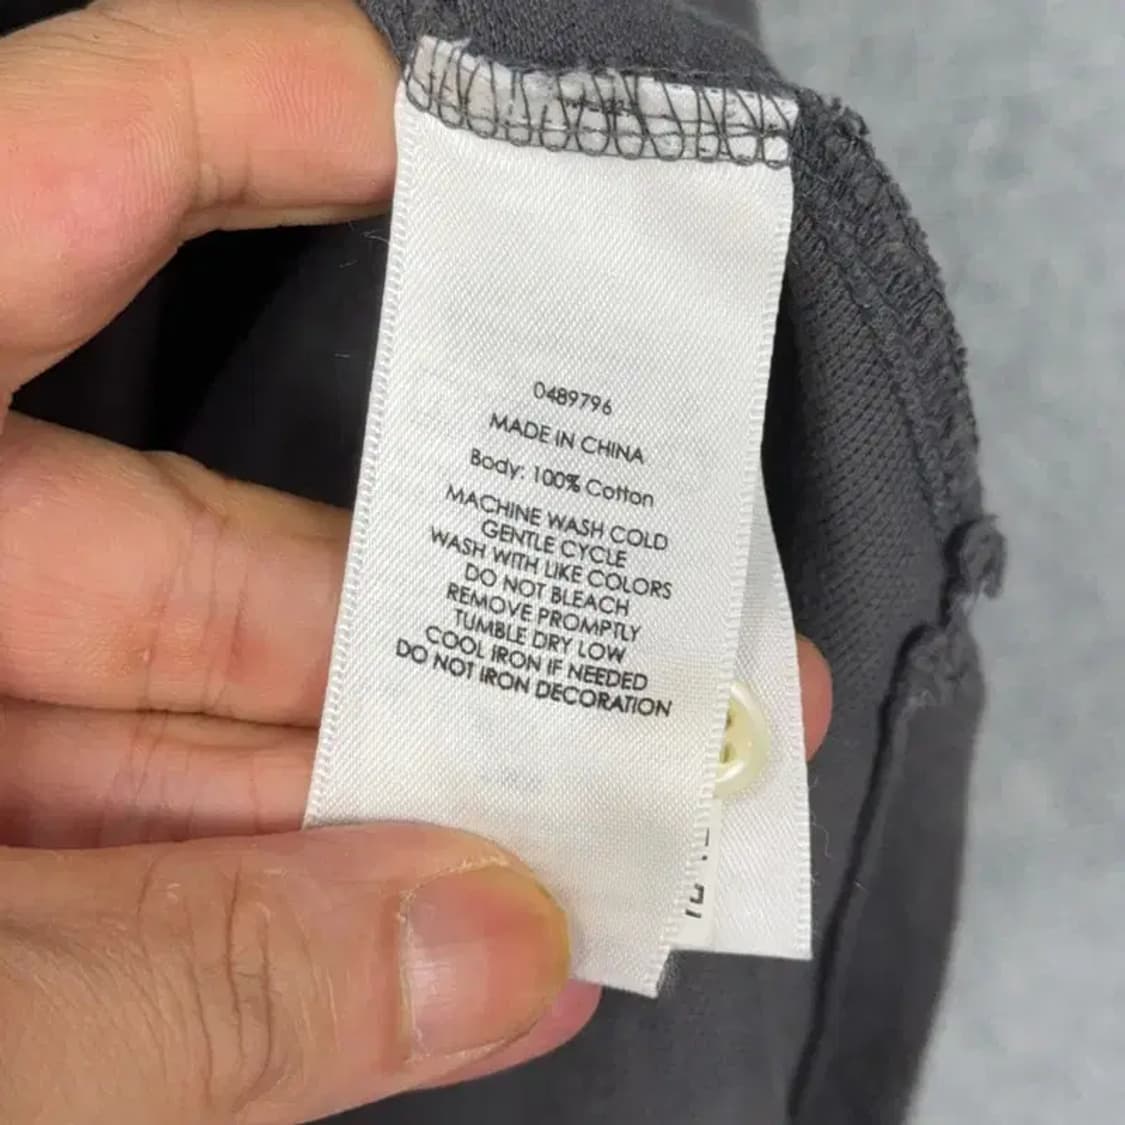 0489796
MADE IN CHINA
Body: 100% Cotton
MACHINE WASH COLD
GENTLE CYCLE
WASH WITH LIKE COLORS
DO NOT BLEACH
REMOVE PROMPTLY
TUMBLE DRY LOW
COOL IRON IF NEEDED
DO NOT IRON DECORATION